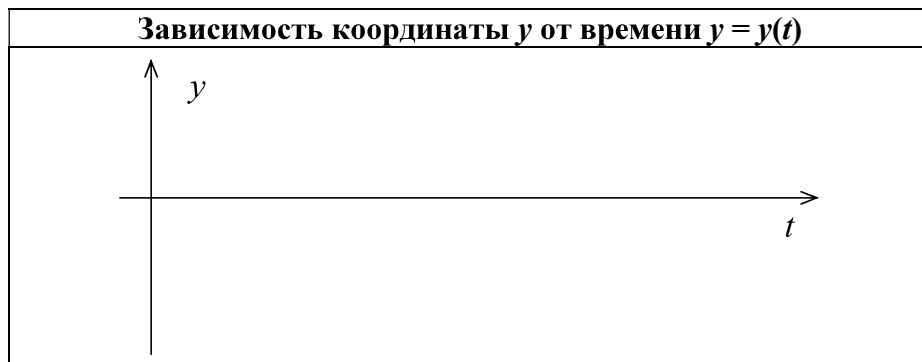 Зависимость координаты y от времени y = y(t)
y
t